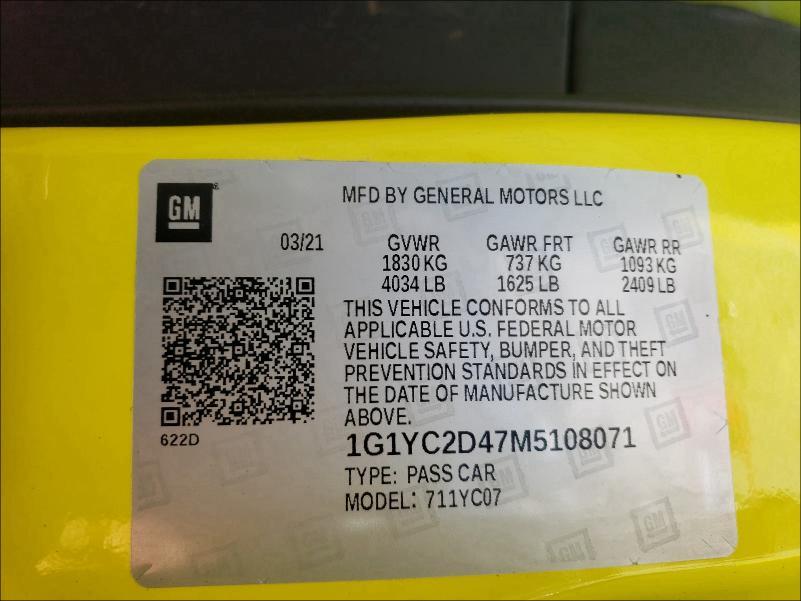 GM
MFD BY GENERAL MOTORS LLC
03/21 GVWR GAWR FRT GAWR RR
1830 KG 737 KG 1093 KG
4034 LB 1625 LB 2409 LB
THIS VEHICLE CONFORMS TO ALL
APPLICABLE U.S. FEDERAL MOTOR
VEHICLE SAFETY, BUMPER, AND THEFT
PREVENTION STANDARDS IN EFFECT ON
THE DATE OF MANUFACTURE SHOWN
ABOVE.
622D
1G1YC2D47M5108071
TYPE: PASS CAR
MODEL: 711YC07